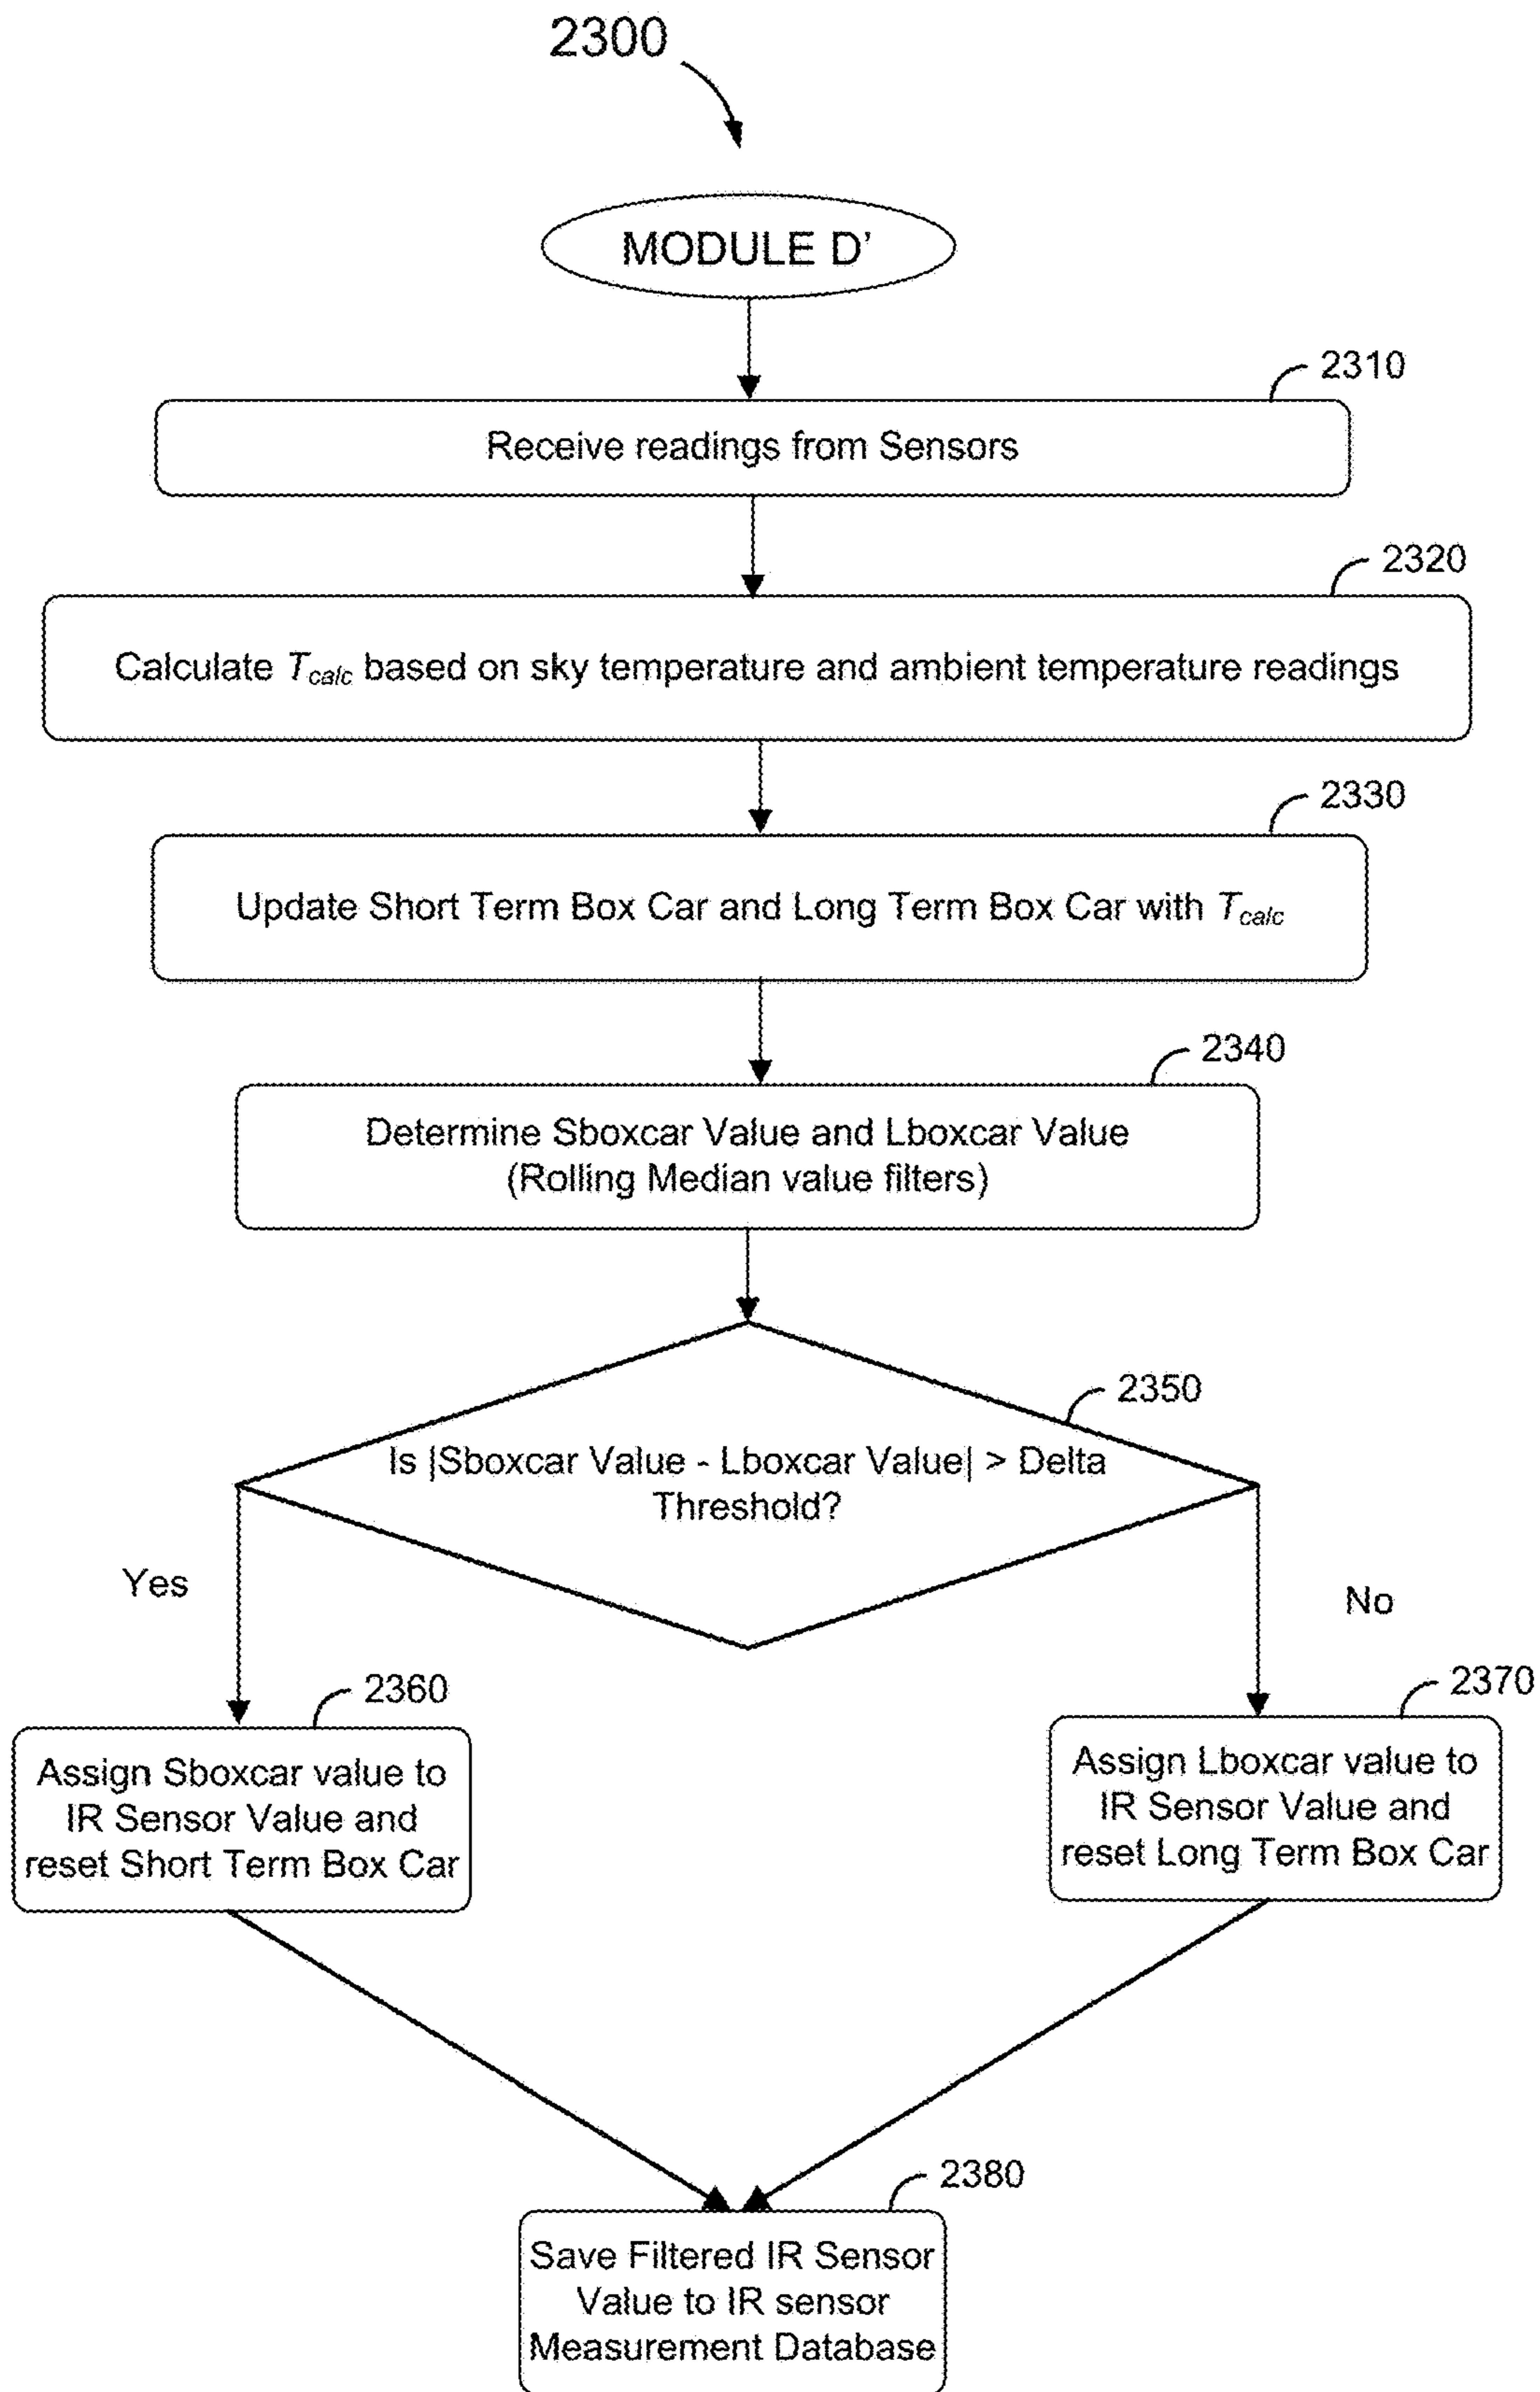 2300
MODULE D'
2310
Receive readings from Sensors
2320
Calculate Tcalc based on sky temperature and ambient temperature readings
2330
Update Short Term Box Car and Long Term Box Car with Tcalc
2340
Determine Sboxcar Value and Lboxcar Value
(Rolling Median value filters)
2350
Is |Sboxcar Value - Lboxcar Value| > Delta
Threshold?
Yes
No
2360
Assign Sboxcar value to
IR Sensor Value and
reset Short Term Box Car
2370
Assign Lboxcar value to
IR Sensor Value and
reset Long Term Box Car
2380
Save Filtered IR Sensor
Value to IR sensor
Measurement Database